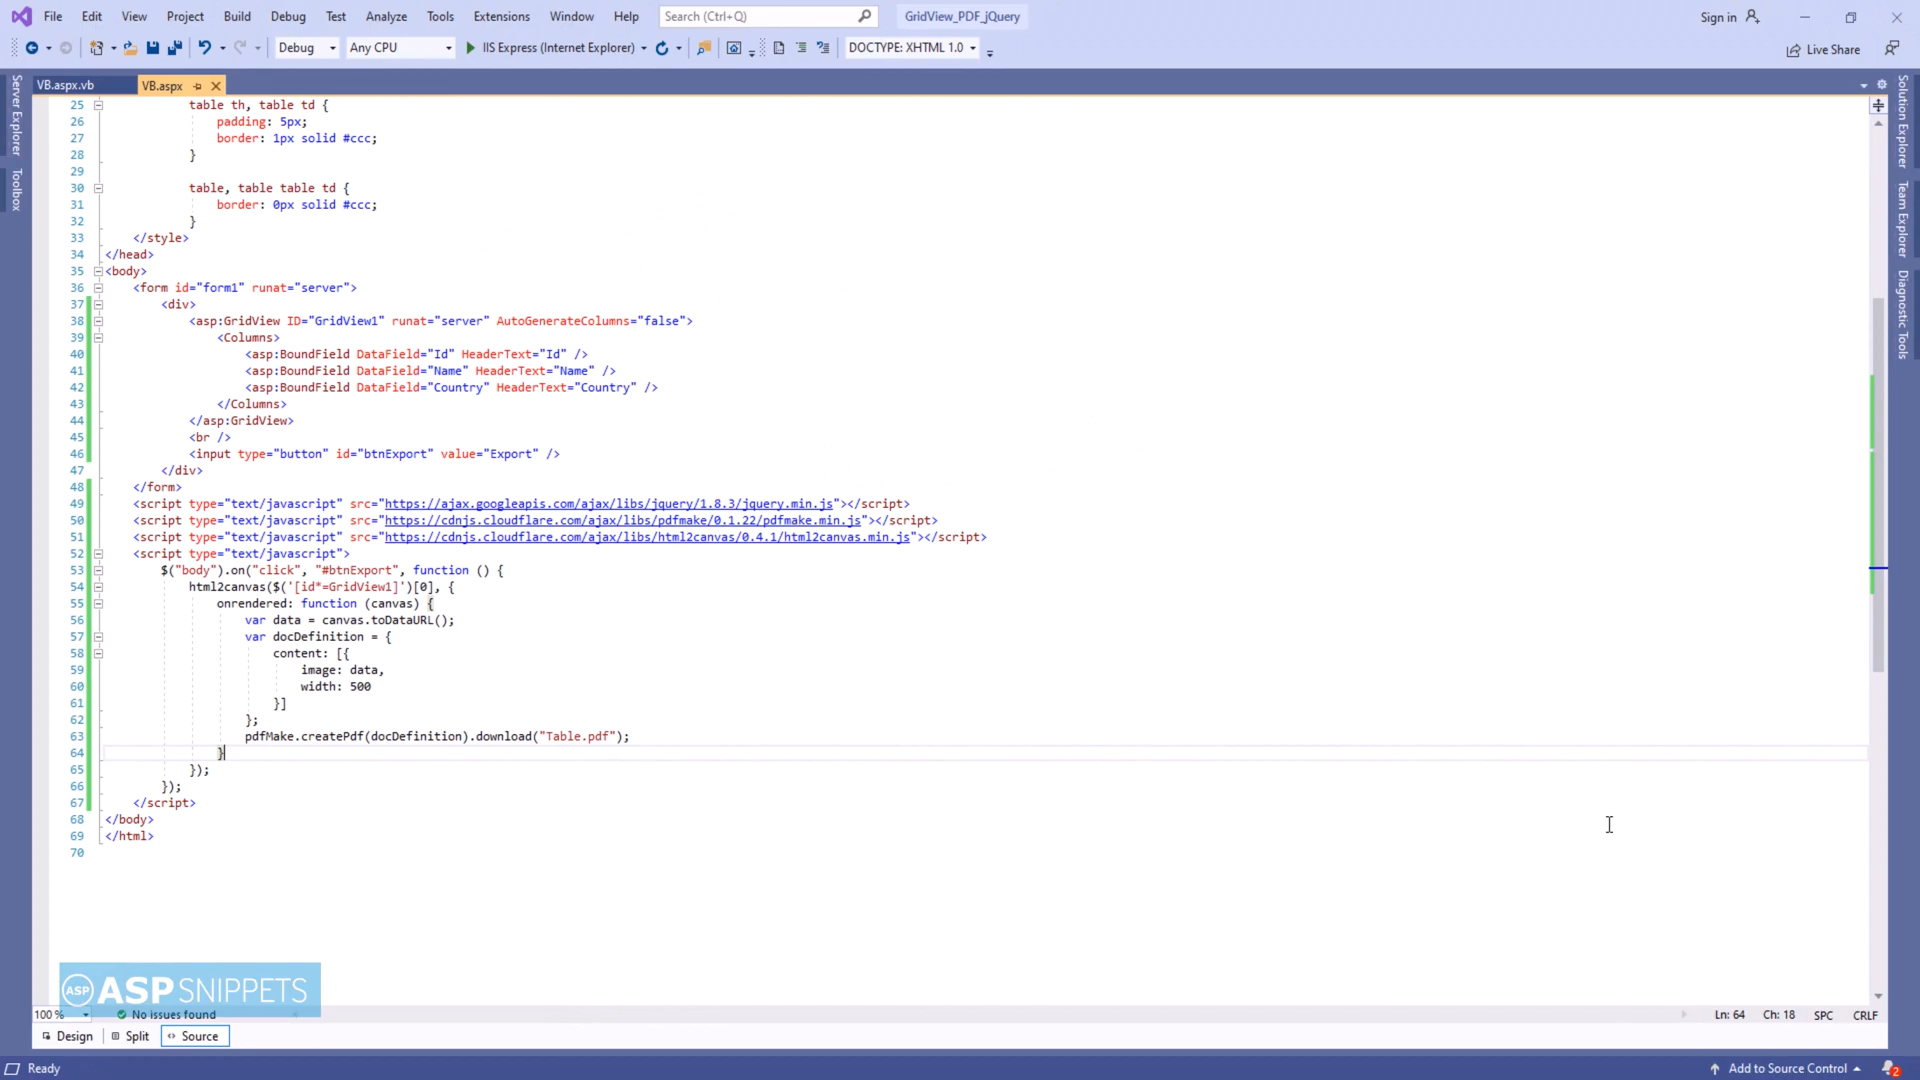 File Edit View Project Build Debug Test Analyze Tools Extensions Window Help Search (Ctrl+Q) GridView_PDF_jQuery Sign in
Debug Any CPU IIS Express (Internet Explorer) DOCTYPE: XHTML 1.0 Live Share
VB.aspx.vb VB.aspx
Server Explorer
Toolbox
Solution Explorer
Team Explorer
Diagnostic Tools
25 table th, table td {
26 padding: 5px;
27 border: 1px solid #ccc;
28 }
29
30 table, table table td {
31 border: 0px solid #ccc;
32 }
33 </style>
34 </head>
35 <body>
36 <form id="form1" runat="server">
37 <div>
38 <asp:GridView ID="GridView1" runat="server" AutoGenerateColumns="false">
39 <Columns>
40 <asp:BoundField DataField="Id" HeaderText="Id" />
41 <asp:BoundField DataField="Name" HeaderText="Name" />
42 <asp:BoundField DataField="Country" HeaderText="Country" />
43 </Columns>
44 </asp:GridView>
45 <br />
46 <input type="button" id="btnExport" value="Export" />
47 </div>
48 </form>
49 <script type="text/javascript" src="https://ajax.googleapis.com/ajax/libs/jquery/1.8.3/jquery.min.js"></script>
50 <script type="text/javascript" src="https://cdnjs.cloudflare.com/ajax/libs/pdfmake/0.1.22/pdfmake.min.js"></script>
51 <script type="text/javascript" src="https://cdnjs.cloudflare.com/ajax/libs/html2canvas/0.4.1/html2canvas.min.js"></script>
52 <script type="text/javascript">
53 $("body").on("click", "#btnExport", function () {
54 html2canvas($('[id*=GridView1]')[0], {
55 onrendered: function (canvas) {
56 var data = canvas.toDataURL();
57 var docDefinition = {
58 content: [{
59 image: data,
60 width: 500
61 }]
62 };
63 pdfMake.createPdf(docDefinition).download("Table.pdf");
64 }
65 });
66 });
67 </script>
68 </body>
69 </html>
70
ASP ASPSNIPPETS
100 % No issues found Ln: 64 Ch: 18 SPC CRLF
Design Split Source
Ready Add to Source Control 2